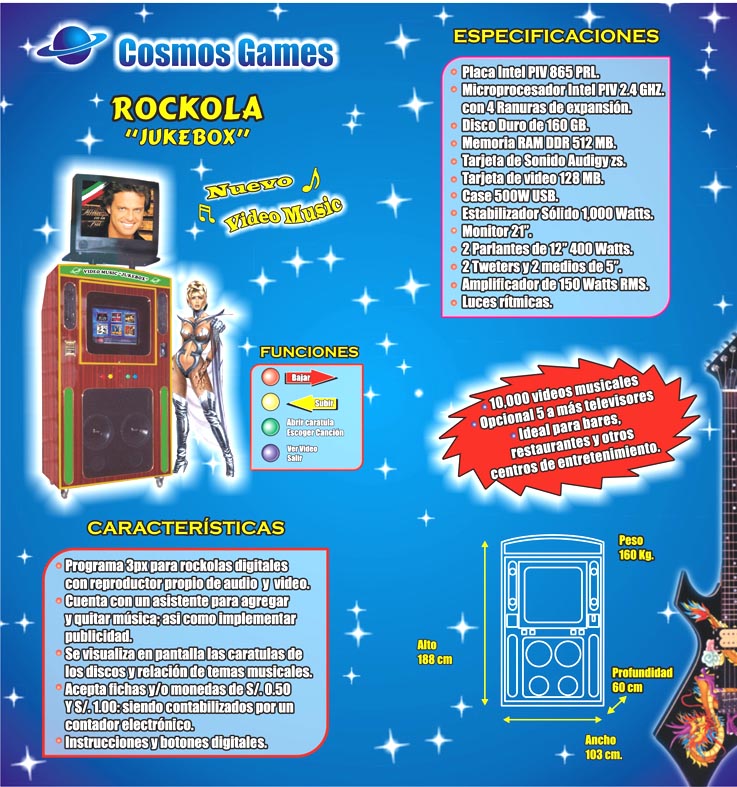 Cosmos Games
ROCKOLA
"JUKEBOX"
Nuevo
Video Music
VIDEO MUSIC "JUKEBOX"
FUNCIONES
Bajar
Subir
Abrir caratula
Escoger Canción
Ver Video
Salir
CARACTERÍSTICAS
Programa 3px para rockolas digitales
con reproductor propio de audio y video.
Cuenta con un asistente para agregar
y quitar música; asi como implementar
publicidad.
Se visualiza en pantalla las caratulas de
los discos y relación de temas musicales.
Acepta fichas y/o monedas de S/. 0.50
Y S/. 1.00: siendo contabilizados por un
contador electrónico.
Instrucciones y botones digitales.
ESPECIFICACIONES
Placa Intel PIV 865 PRL.
Microprocesador Intel PIV 2.4 GHZ.
con 4 Ranuras de expansión.
Disco Duro de 160 GB.
Memoria RAM DDR 512 MB.
Tarjeta de Sonido Audigy zs.
Tarjeta de video 128 MB.
Case 500W USB.
Estabilizador Sólido 1,000 Watts.
Monitor 21”.
2 Parlantes de 12” 400 Watts.
2 Tweters y 2 medios de 5”.
Amplificador de 150 Watts RMS.
Luces rítmicas.
10,000 videos musicales
Opcional 5 a más televisores
Ideal para bares,
restaurantes y otros
centros de entretenimiento.
Peso
160 Kg.
Alto
188 cm
Profundidad
60 cm
Ancho
103 cm.